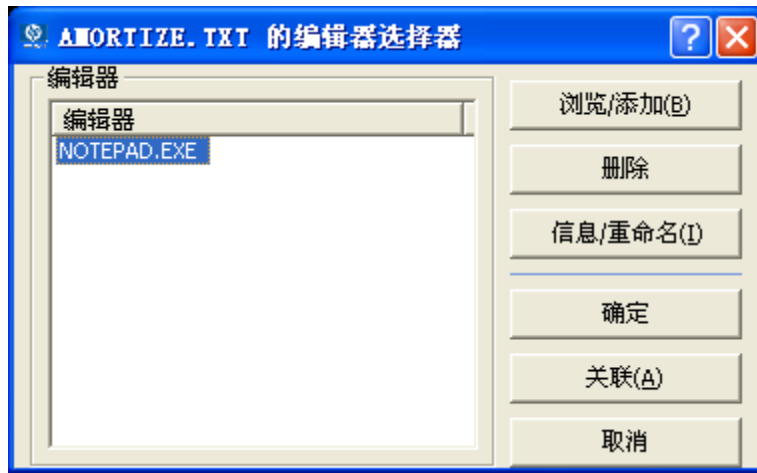 AMORTIZE.TXT 的编辑器选择器
编辑器
编辑器
NOTEPAD.EXE
浏览/添加(B)
删除
信息/重命名(I)
确定
关联(A)
取消